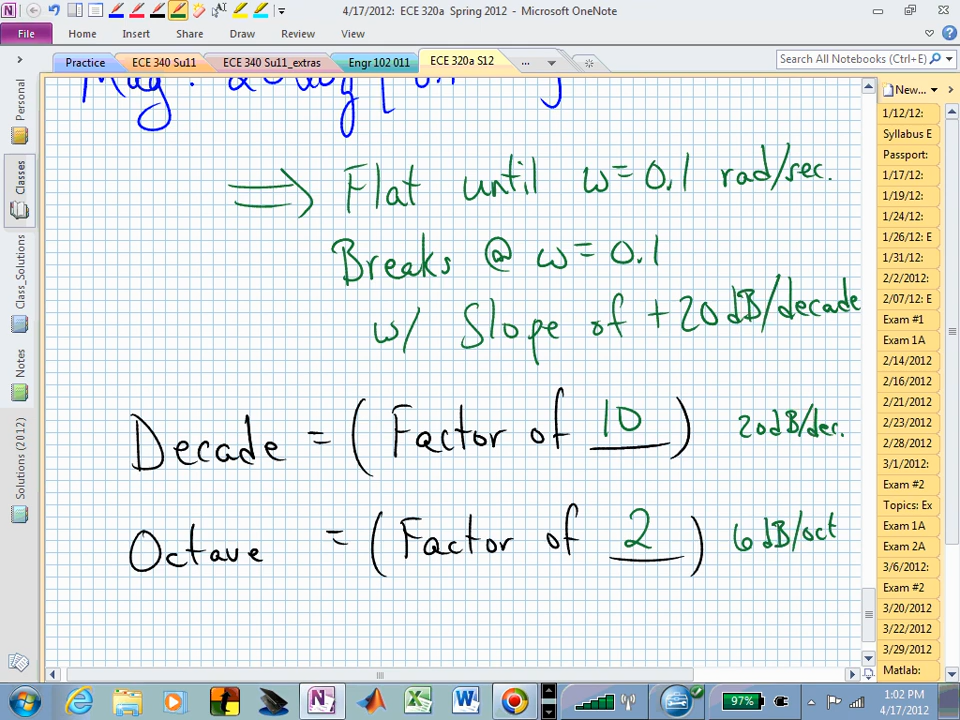 4/17/2012: ECE 320a Spring 2012 - Microsoft OneNote
File Home Insert Share Draw Review View
Practice ECE 340 Su11 ECE 340 Su11_extras Engr 102 011 ECE 320a S12 ...
Search All Notebooks (Ctrl+E)
Personal
Classes
Class_Solutions
Notes
Solutions (2012)
⇒ Flat until w=0.1 rad/sec.
Breaks @ w=0.1
w/ Slope of +20dB/decade
Decade = (Factor of 10) 20dB/dec.
Octave = (Factor of 2) 6dB/oct
New...
1/12/12:
Syllabus E
Passport:
1/17/12:
1/19/12:
1/24/12:
1/26/12: E
1/31/12:
2/2/2012:
2/07/12: E
Exam #1
Exam 1A
2/14/2012
2/16/2012
2/21/2012
2/23/2012
2/28/2012
3/1/2012:
Exam #2
Topics: Ex
Exam 1A
Exam 2A
3/6/2012:
Exam #2
3/20/2012
3/22/2012
3/29/2012
Matlab:
97%
1:02 PM
4/17/2012